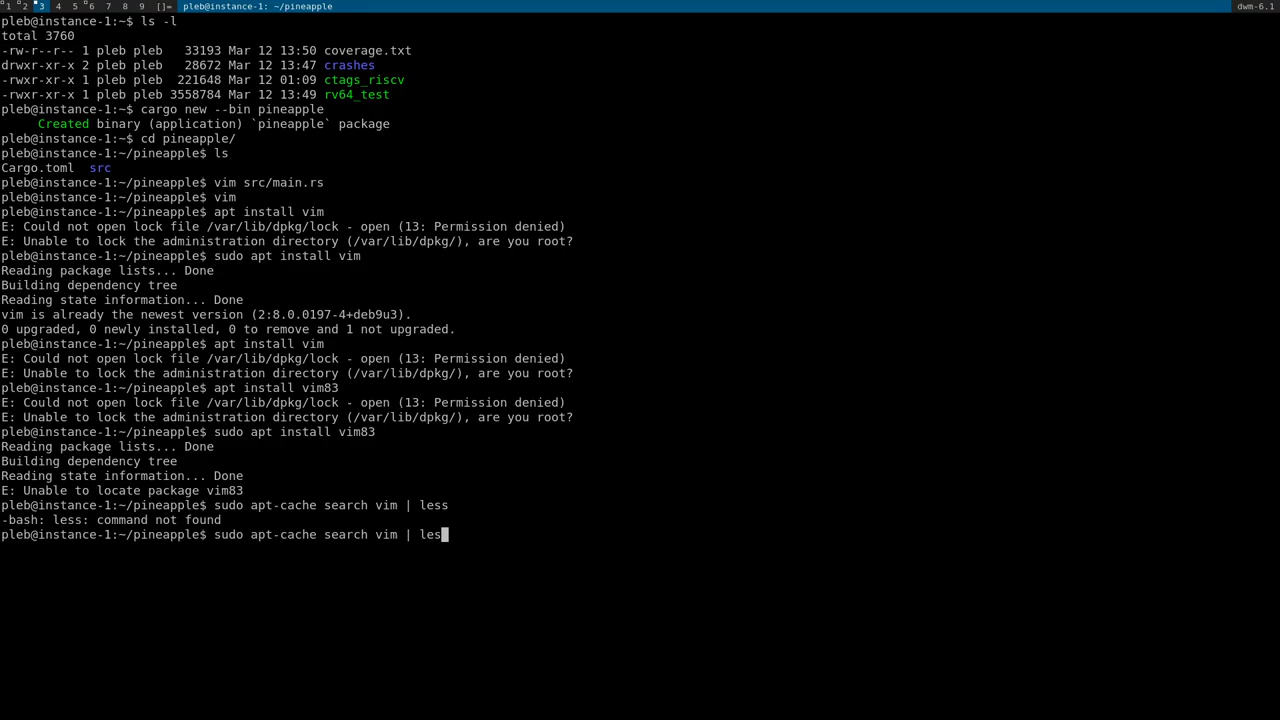 1 2 3 4 5 6 7 8 9 []= pleb@instance-1: ~/pineapple dwm-6.1
pleb@instance-1:~$ ls -l
total 3760
-rw-r--r-- 1 pleb pleb   33193 Mar 12 13:50 coverage.txt
drwxr-xr-x 2 pleb pleb   28672 Mar 12 13:47 crashes
-rwxr-xr-x 1 pleb pleb  221648 Mar 12 01:09 ctags_riscv
-rwxr-xr-x 1 pleb pleb 3558784 Mar 12 13:49 rv64_test
pleb@instance-1:~$ cargo new --bin pineapple
     Created binary (application) `pineapple` package
pleb@instance-1:~$ cd pineapple/
pleb@instance-1:~/pineapple$ ls
Cargo.toml  src
pleb@instance-1:~/pineapple$ vim src/main.rs
pleb@instance-1:~/pineapple$ vim
pleb@instance-1:~/pineapple$ apt install vim
E: Could not open lock file /var/lib/dpkg/lock - open (13: Permission denied)
E: Unable to lock the administration directory (/var/lib/dpkg/), are you root?
pleb@instance-1:~/pineapple$ sudo apt install vim
Reading package lists... Done
Building dependency tree
Reading state information... Done
vim is already the newest version (2:8.0.0197-4+deb9u3).
0 upgraded, 0 newly installed, 0 to remove and 1 not upgraded.
pleb@instance-1:~/pineapple$ apt install vim
E: Could not open lock file /var/lib/dpkg/lock - open (13: Permission denied)
E: Unable to lock the administration directory (/var/lib/dpkg/), are you root?
pleb@instance-1:~/pineapple$ apt install vim83
E: Could not open lock file /var/lib/dpkg/lock - open (13: Permission denied)
E: Unable to lock the administration directory (/var/lib/dpkg/), are you root?
pleb@instance-1:~/pineapple$ sudo apt install vim83
Reading package lists... Done
Building dependency tree
Reading state information... Done
E: Unable to locate package vim83
pleb@instance-1:~/pineapple$ sudo apt-cache search vim | less
-bash: less: command not found
pleb@instance-1:~/pineapple$ sudo apt-cache search vim | les